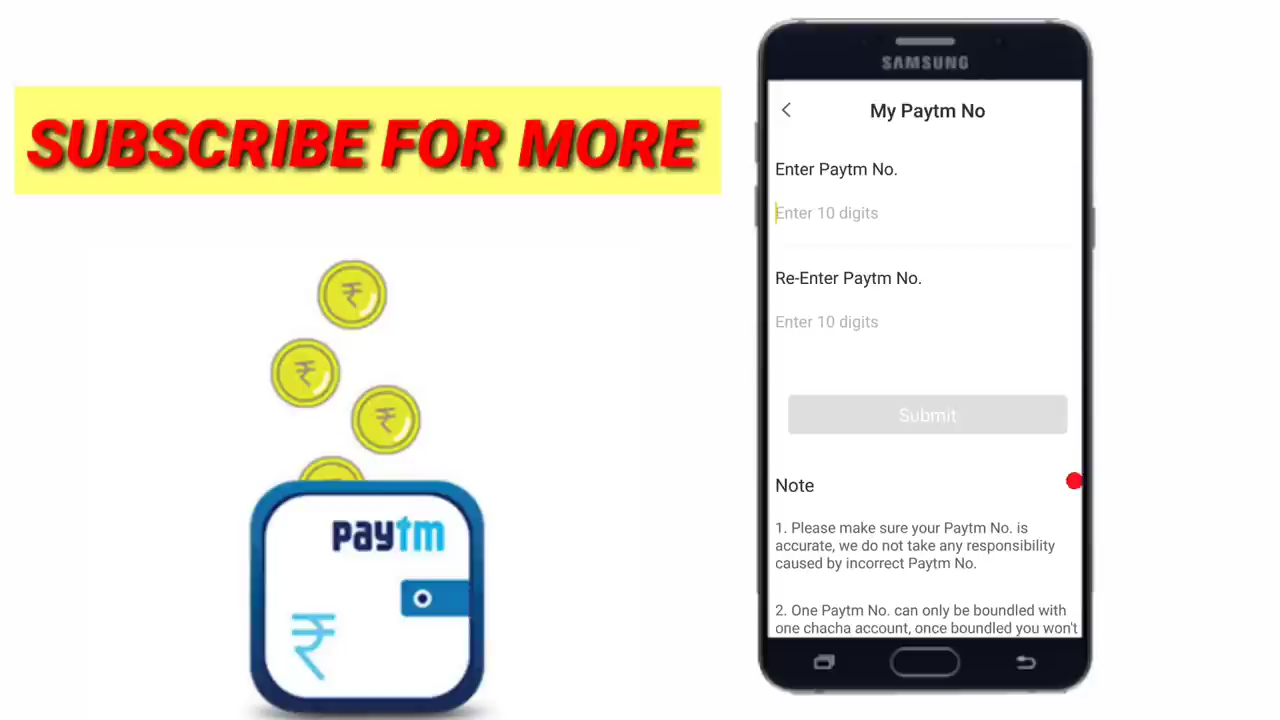 SUBSCRIBE FOR MORE
₹
₹
₹
paytm
₹
SAMSUNG
My Paytm No
Enter Paytm No.
Enter 10 digits
Re-Enter Paytm No.
Enter 10 digits
Submit
Note
1. Please make sure your Paytm No. is
accurate, we do not take any responsibility
caused by incorrect Paytm No.
2. One Paytm No. can only be bounded with
one chacha account, once boundled you won't